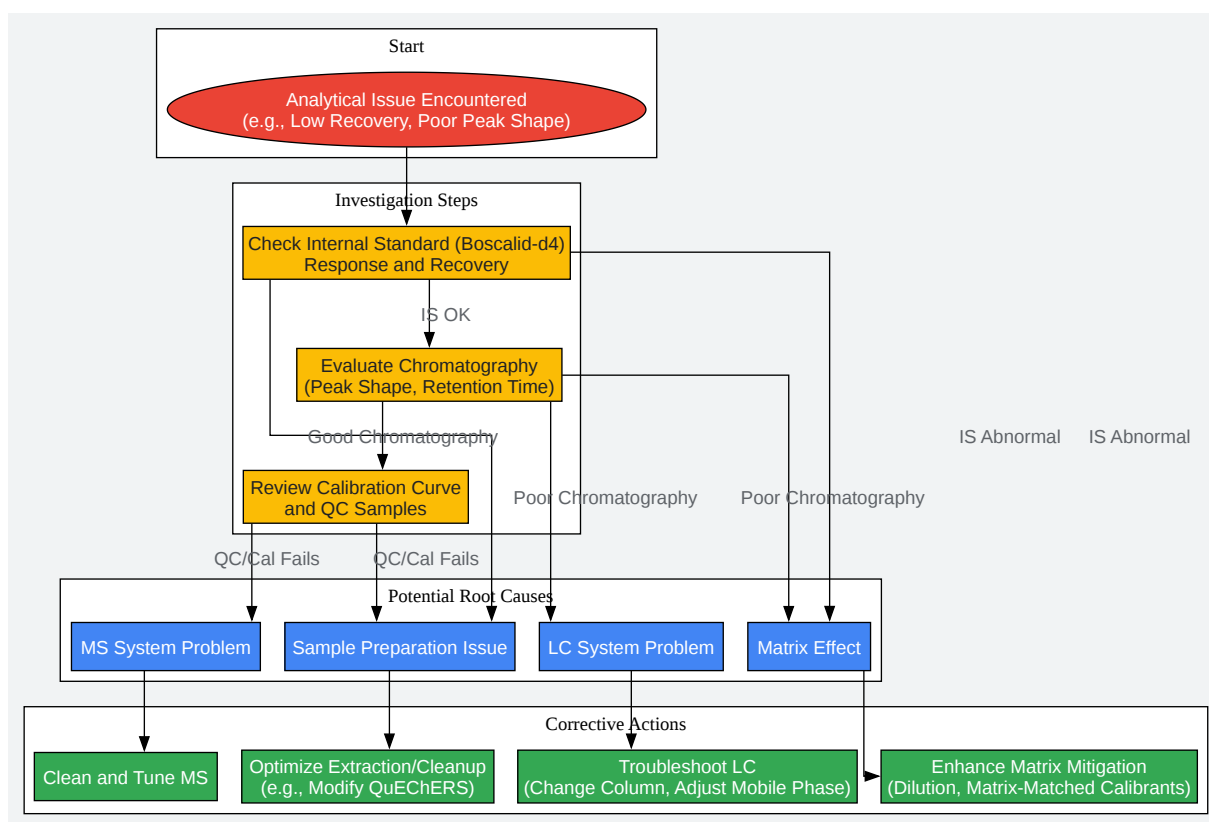 Start
Analytical Issue Encountered
(e.g., Low Recovery, Poor Peak Shape)
Investigation Steps
Check Internal Standard (Boscalid-d4)
Response and Recovery
IS OK
Evaluate Chromatography
(Peak Shape, Retention Time)
Good Chromatography
IS Abnormal
IS Abnormal
Review Calibration Curve
and QC Samples
Poor Chromatography
Poor Chromatography
QC/Cal Fails
QC/Cal Fails
Potential Root Causes
MS System Problem
Sample Preparation Issue
LC System Problem
Matrix Effect
Corrective Actions
Clean and Tune MS
Optimize Extraction/Cleanup
(e.g., Modify QuEChERS)
Troubleshoot LC
(Change Column, Adjust Mobile Phase)
Enhance Matrix Mitigation
(Dilution, Matrix-Matched Calibrants)